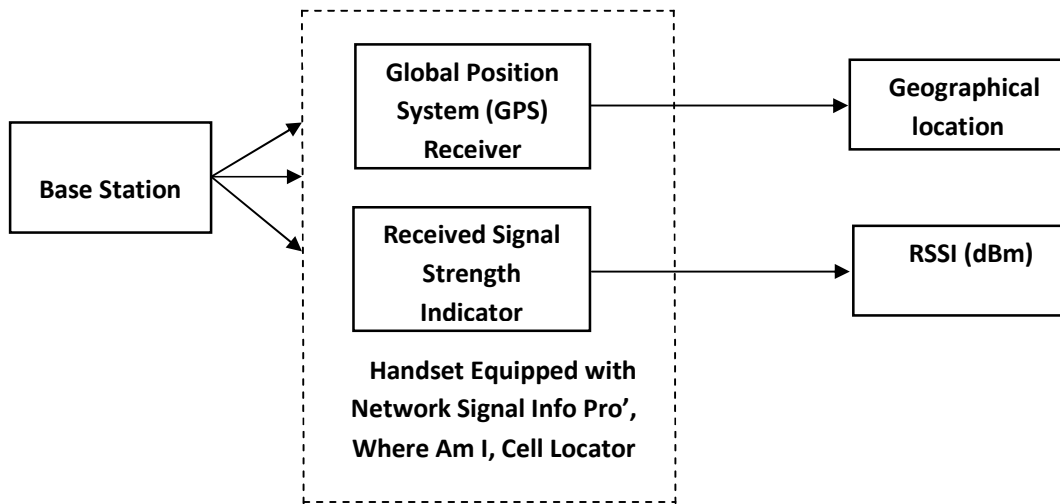 Base Station
Global Position
System (GPS)
Receiver
Received Signal
Strength
Indicator
Handset Equipped with
Network Signal Info Pro’,
Where Am I, Cell Locator
Geographical
location
RSSI (dBm)